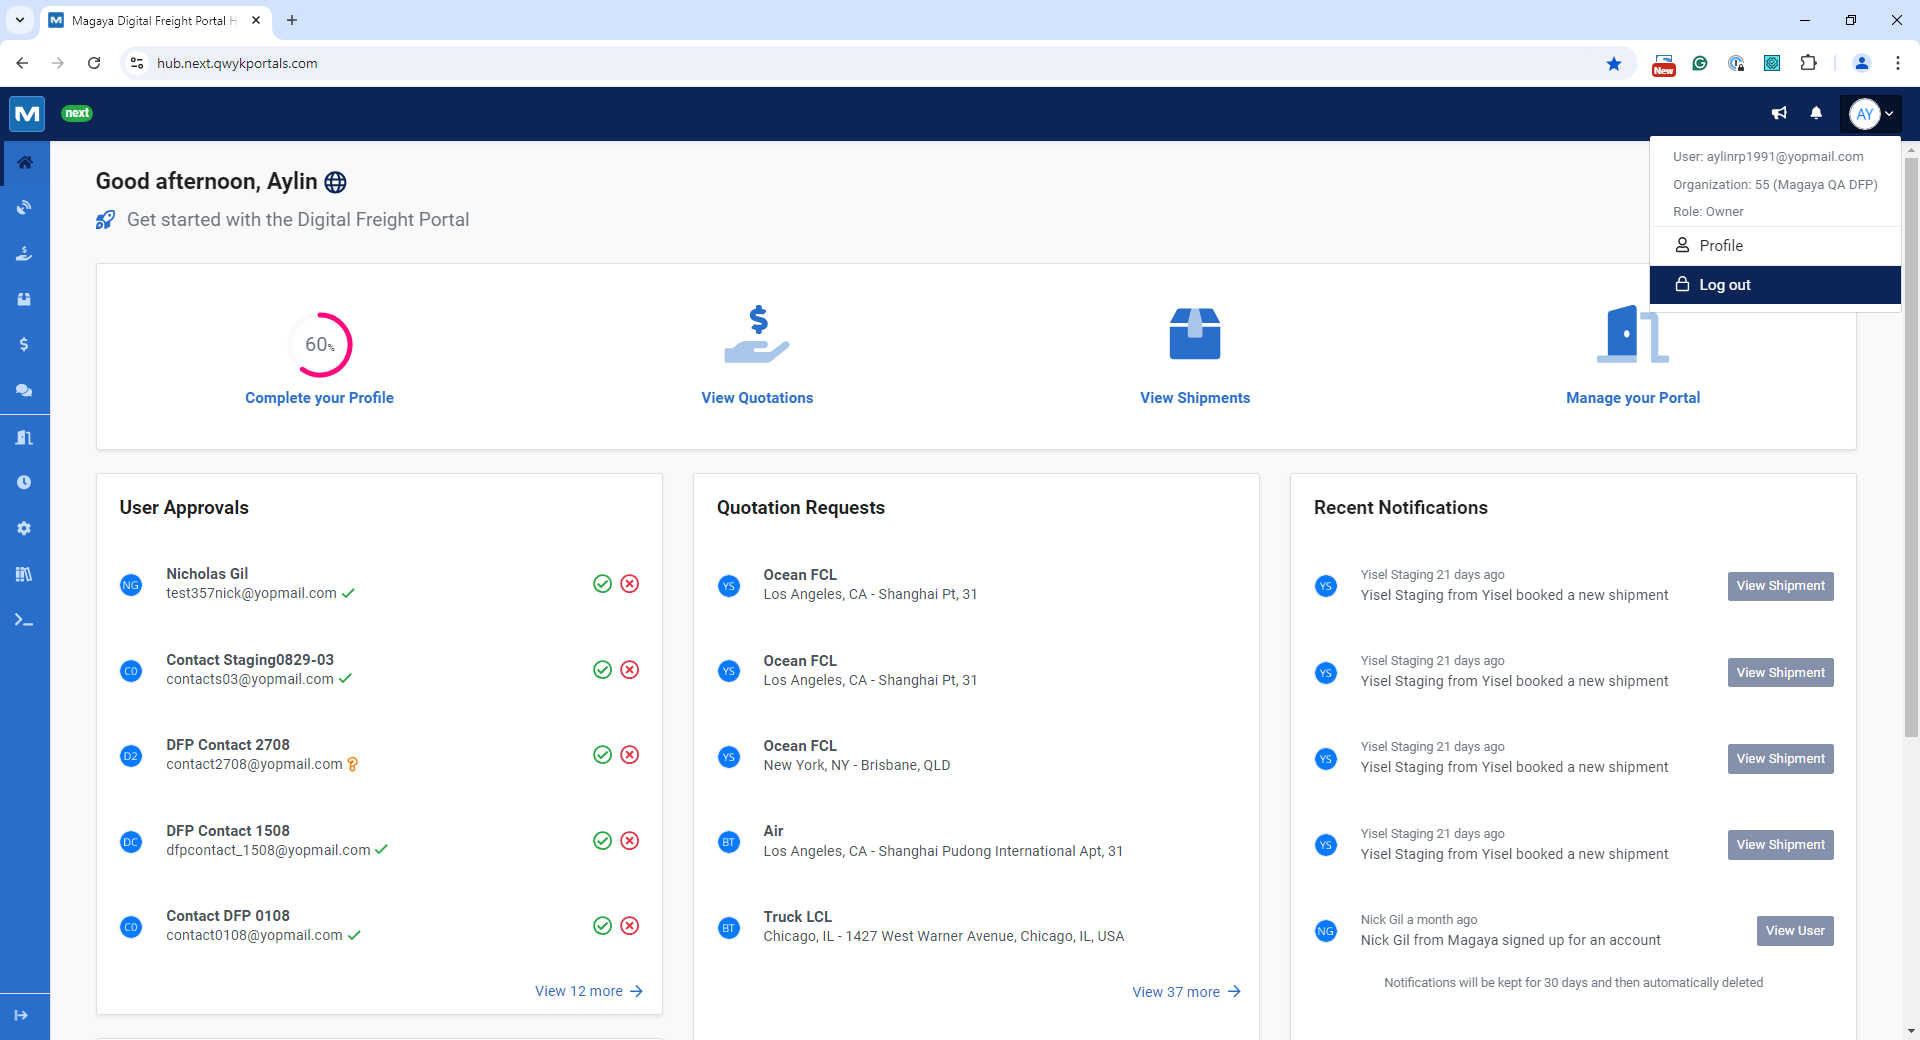 Magaya Digital Freight Portal H
hub.next.qwykportals.com
New
M
next
AY
User: aylinrp1991@yopmail.com
Organization: 55 (Magaya QA DFP)
Role: Owner
Profile
Log out
Good afternoon, Aylin
Get started with the Digital Freight Portal
60%
Complete your Profile
View Quotations
View Shipments
Manage your Portal
User Approvals
NG
Nicholas Gil
test357nick@yopmail.com
C0
Contact Staging0829-03
contacts03@yopmail.com
D2
DFP Contact 2708
contact2708@yopmail.com
DC
DFP Contact 1508
dfpcontact_1508@yopmail.com
C0
Contact DFP 0108
contact0108@yopmail.com
View 12 more
Quotation Requests
YS
Ocean FCL
Los Angeles, CA - Shanghai Pt, 31
YS
Ocean FCL
Los Angeles, CA - Shanghai Pt, 31
YS
Ocean FCL
New York, NY - Brisbane, QLD
BT
Air
Los Angeles, CA - Shanghai Pudong International Apt, 31
BT
Truck LCL
Chicago, IL - 1427 West Warner Avenue, Chicago, IL, USA
View 37 more
Recent Notifications
YS
Yisel Staging 21 days ago
Yisel Staging from Yisel booked a new shipment
View Shipment
YS
Yisel Staging 21 days ago
Yisel Staging from Yisel booked a new shipment
View Shipment
YS
Yisel Staging 21 days ago
Yisel Staging from Yisel booked a new shipment
View Shipment
YS
Yisel Staging 21 days ago
Yisel Staging from Yisel booked a new shipment
View Shipment
NG
Nick Gil a month ago
Nick Gil from Magaya signed up for an account
View User
Notifications will be kept for 30 days and then automatically deleted